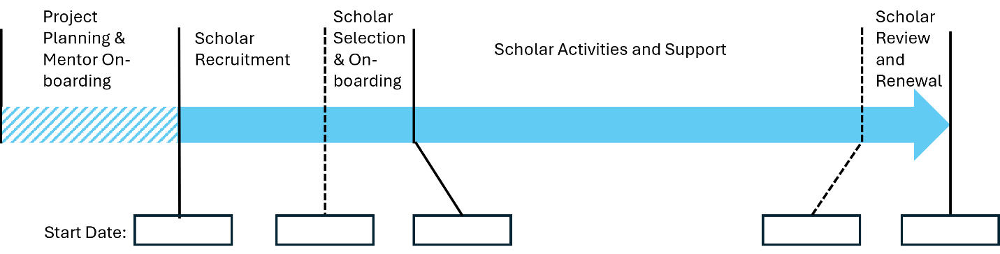 Project
Planning &
Mentor On-
boarding
Scholar
Recruitment
Scholar
Selection
& On-
boarding
Scholar Activities and Support
Scholar
Review
and
Renewal
Start Date: